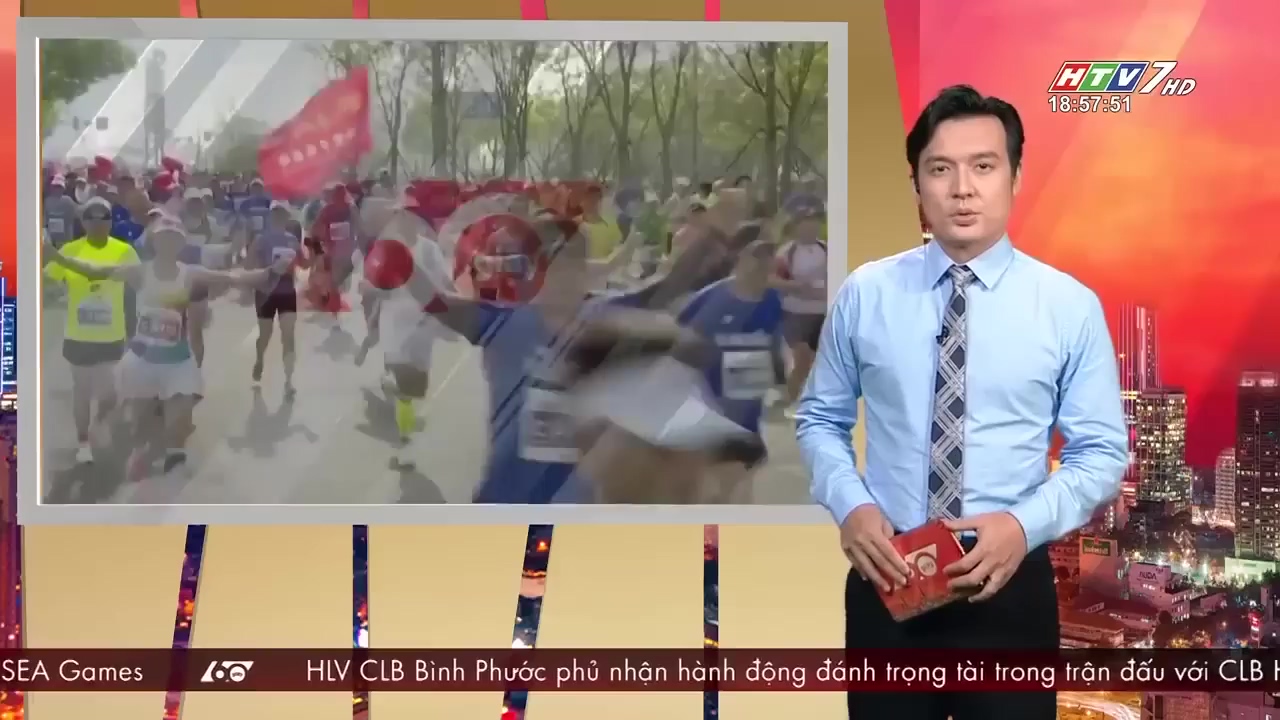 HTV7 HD
18:57:51
SEA Games 60 HLV CLB Bình Phước phủ nhận hành động đánh trọng tài trong trận đấu với CLB H